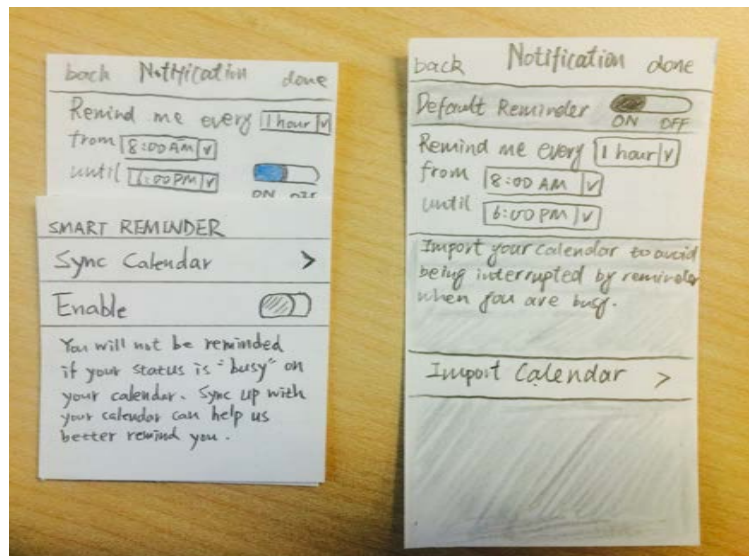 back Notification done
Remind me every 1 hour V
from 8:00 AM V
until 6:00 PM V
ON OFF
SMART REMINDER
Sync Calendar >
Enable
You will not be reminded
if your status is "busy" on
your calendar. Sync up with
your calendar can help us
better remind you.
back Notification done
Default Reminder ON OFF
Remind me every 1 hour V
from 8:00 AM V
until 6:00 PM V
Import your calendar to avoid
being interrupted by reminder
when you are busy.
Import Calendar >